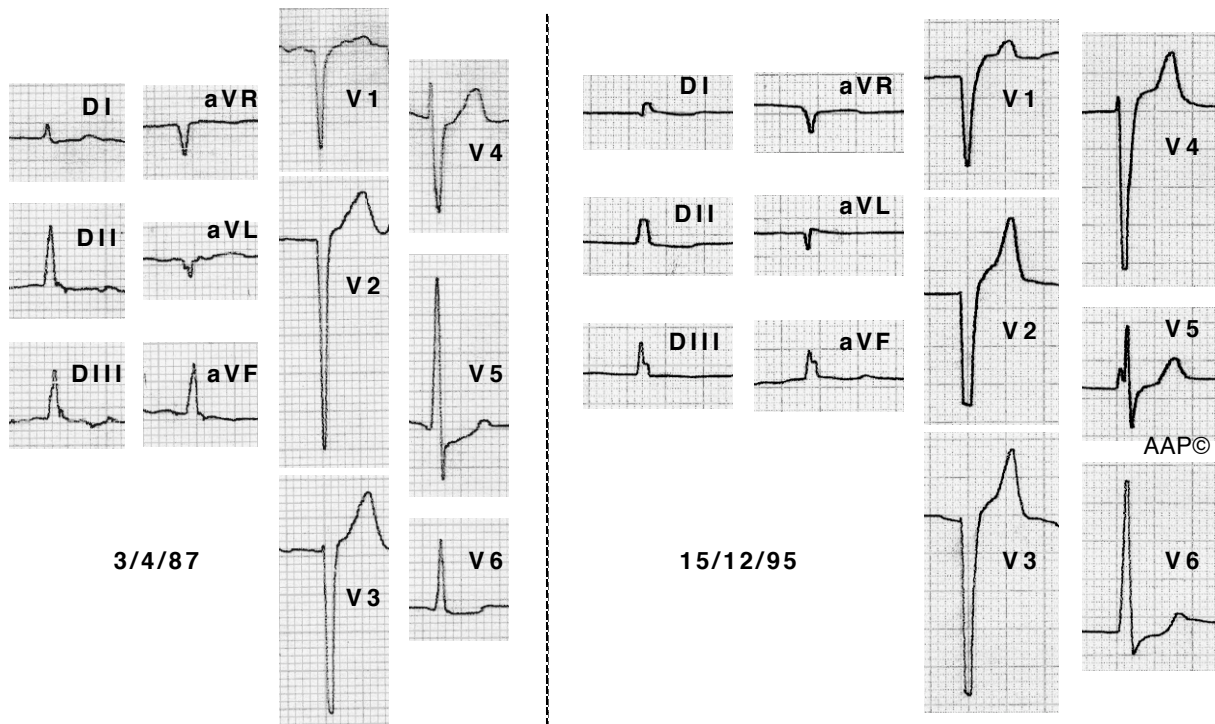 DI
aVR
DII
aVL
DIII
aVF
V1
V2
V3
V4
V5
V6
3/4/87
DI
aVR
DII
aVL
DIII
aVF
V1
V2
V3
V4
V5
V6
AAP©
15/12/95